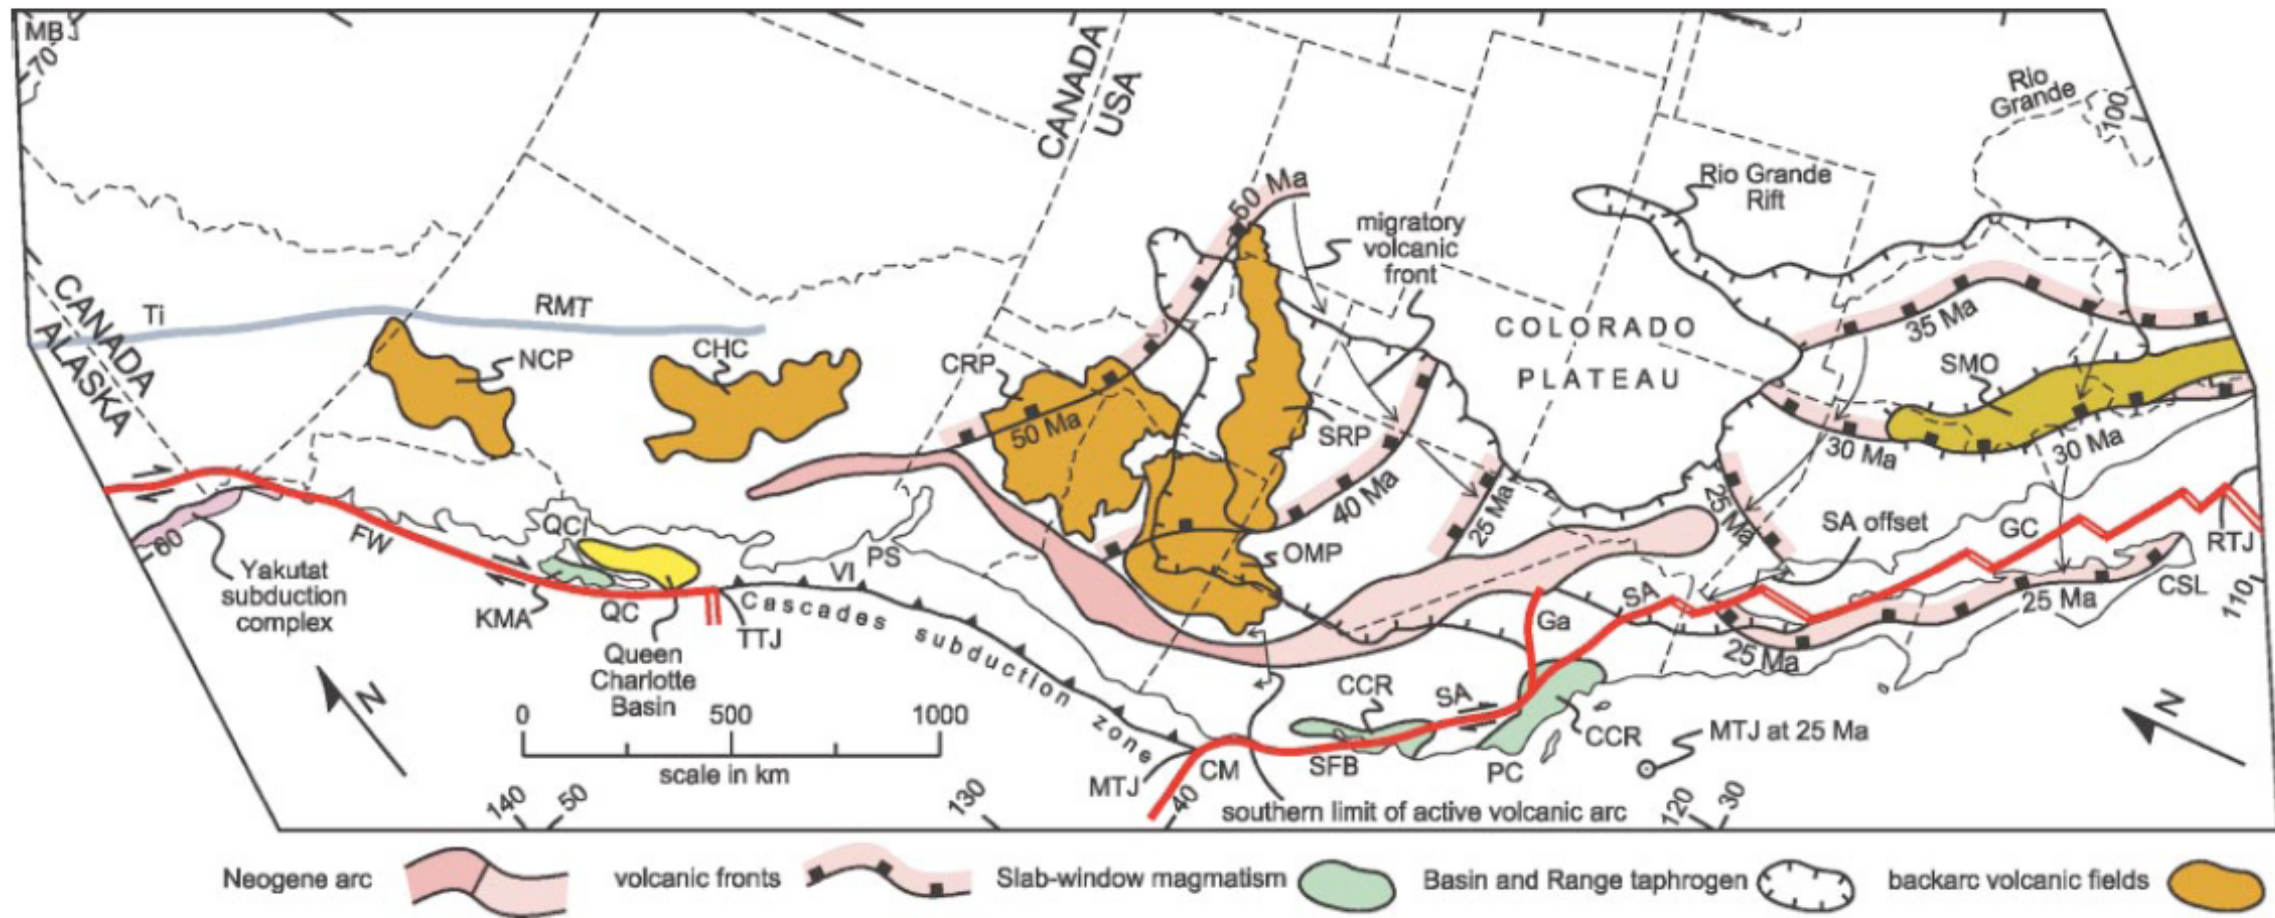 MB
70
CANADA
USA
Rio
Grande
100
Rio Grande
Rift
50 Ma
migratory
volcanic
front
CANADA
ALASKA
Ti
RMT
NCP
CHC
CRP
50 Ma
SRP
40 Ma
25 Ma
COLORADO
PLATEAU
35 Ma
SMO
30 Ma
30 Ma
25 Ma
SA offset
GC
RTJ
CSL
110
60
Yakutat
subduction
complex
FW
QCI
KMA
QC
Queen
Charlotte
Basin
TTJ
VI
PS
Cascades subduction zone
OMP
Ga
SA
25 Ma
25 Ma
N
0 500 1000
scale in km
CCR
SA
CCR
MTJ
CM
SFB
PC
MTJ at 25 Ma
N
140
50
130
40
southern limit of active volcanic arc
120
30
Neogene arc
volcanic fronts
Slab-window magmatism
Basin and Range taphrogen
backarc volcanic fields